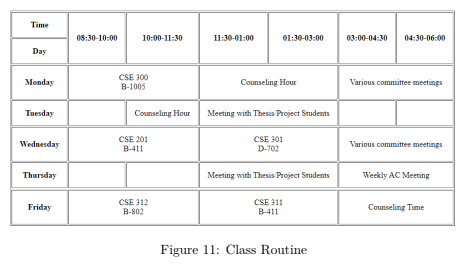 Time
Day
08:30-10:00 10:00-11:30 11:30-01:00 01:30-03:00 03:00-04:30 04:30-06:00
Monday
CSE 300
B-1005
Counseling Hour
Various committee meetings
Tuesday
Counseling Hour
Meeting with Thesis/Project Students
Wednesday
CSE 201
B-411
CSE 301
D-702
Various committee meetings
Thursday
Meeting with Thesis/Project Students
Weekly AC Meeting
Friday
CSE 312
B-802
CSE 311
B-411
Counseling Time
Figure 11: Class Routine